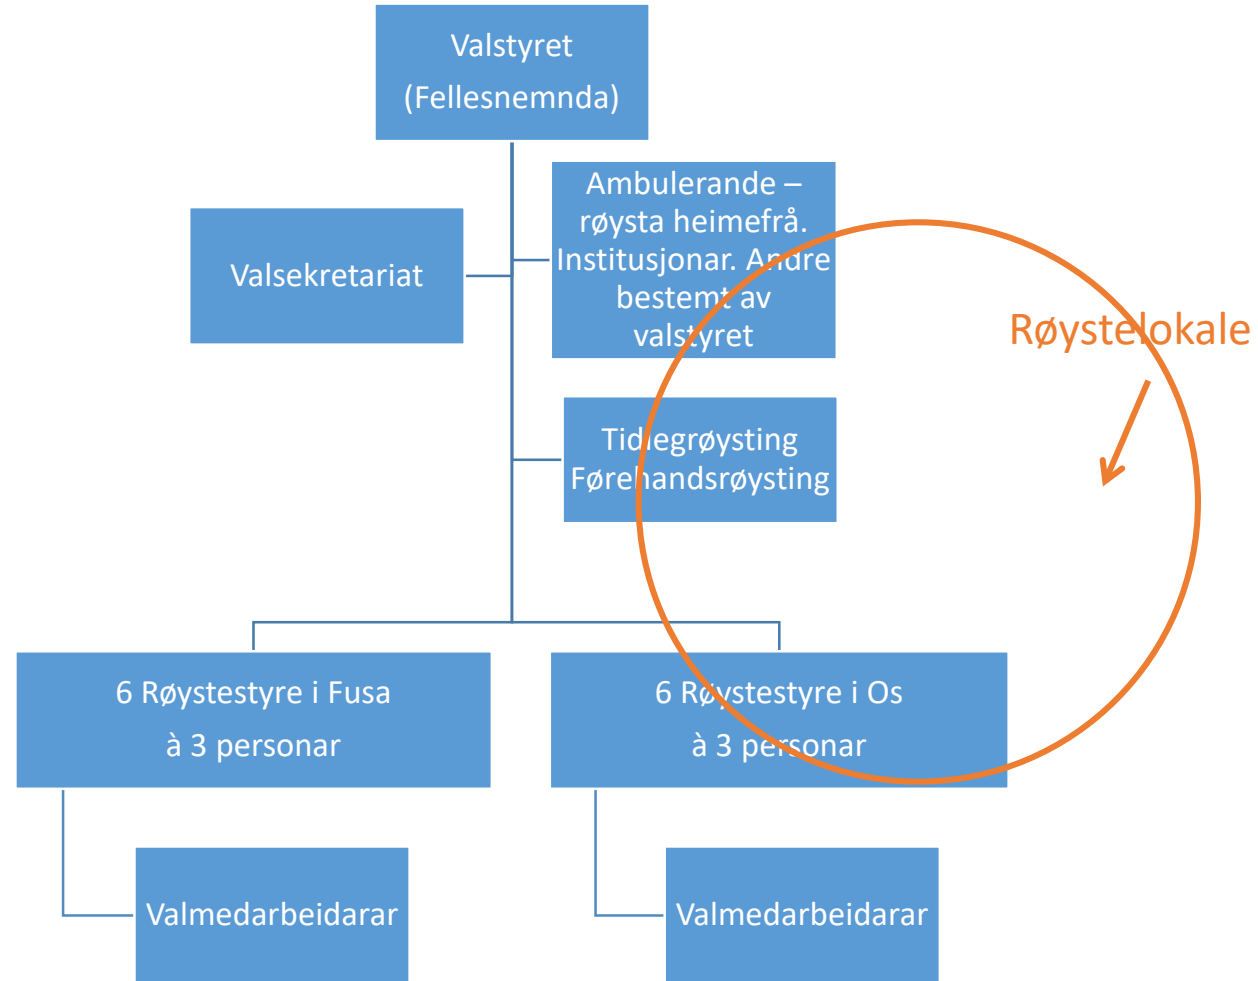 Valstyret
(Fellesnemnda)
Ambulerande –
røysta heimefrå.
Institusjonar. Andre
bestemt av
valstyret
Valsekretariat
Røystelokale
Tidlegrøysting
Førehandsrøysting
6 Røystestyre i Fusa
à 3 personar
6 Røystestyre i Os
à 3 personar
Valmedarbeidarar
Valmedarbeidarar